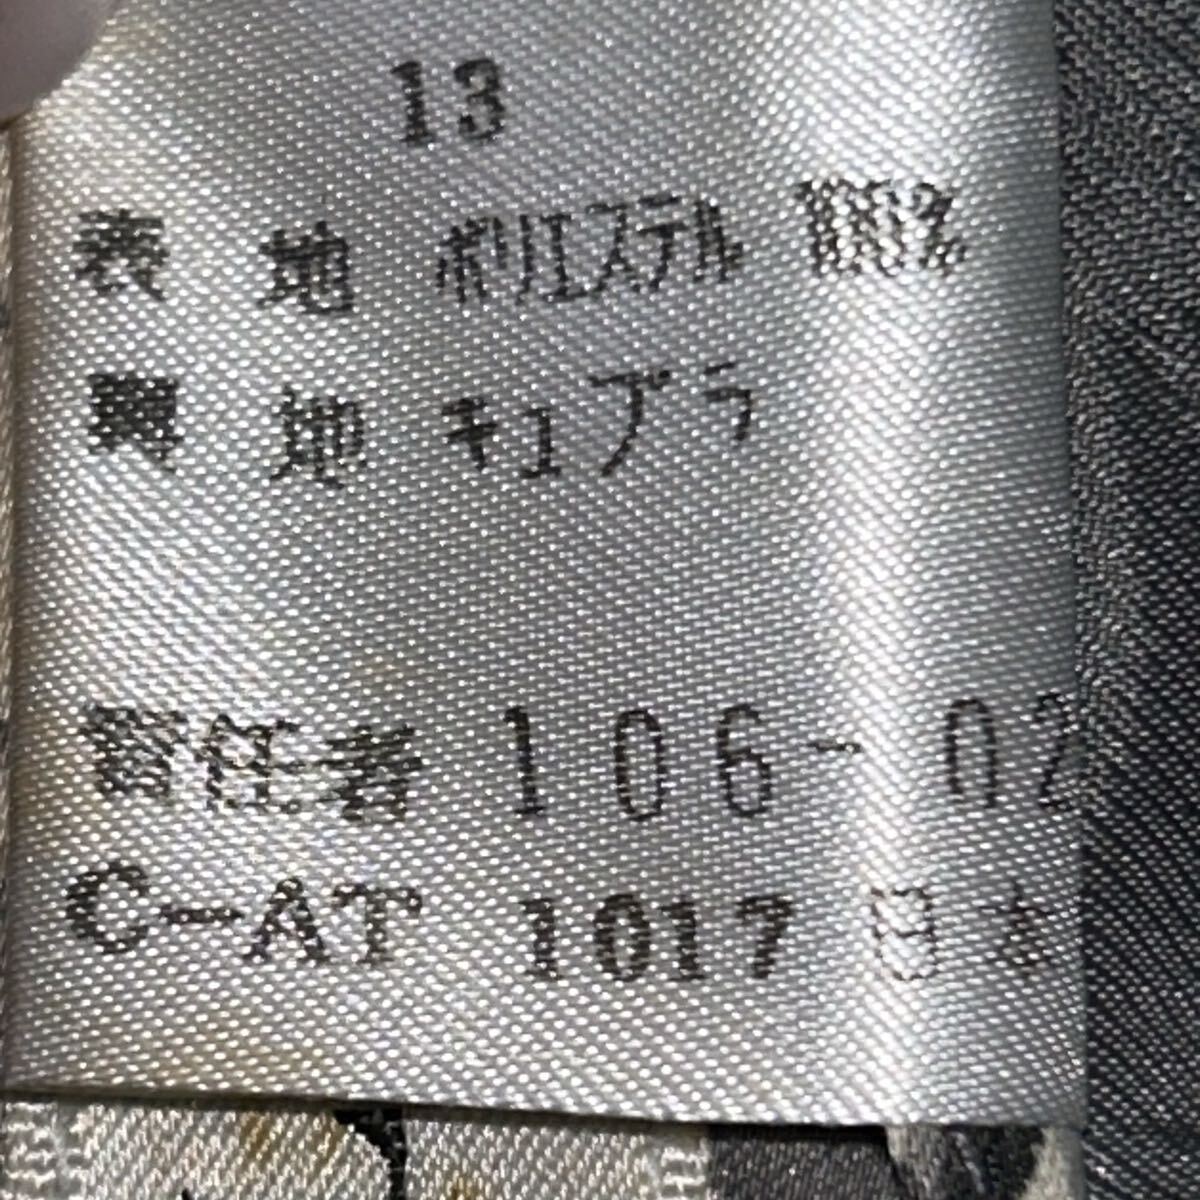 13
表 地 ポリエステル 100%
裏 地 キュプラ
責任者 106-02
C-AT 1017 日本